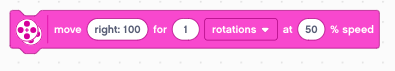 move right: 100 for 1 rotations at 50 % speed